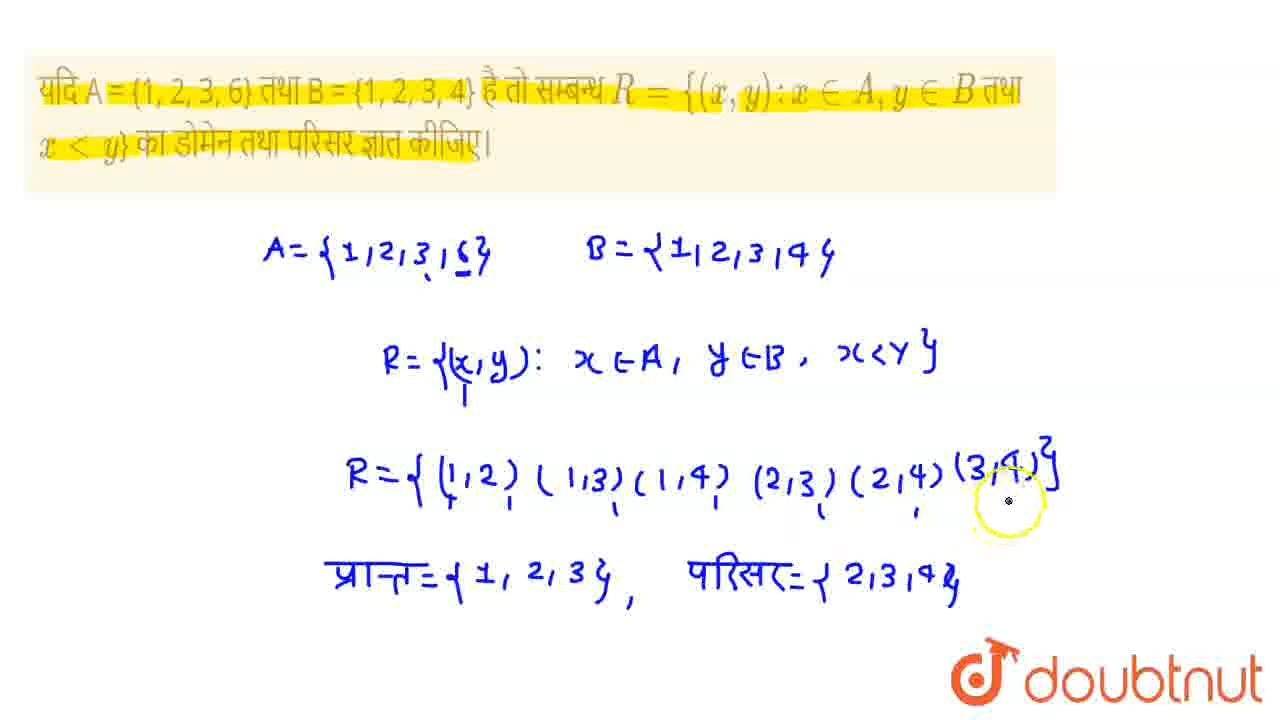 यदि A = {1, 2, 3, 6} तथा B = {1, 2, 3, 4} है तो सम्बन्ध R = {(x, y) : x ∈ A, y ∈ B तथा
x < y} का डोमेन तथा परिसर ज्ञात कीजिए।
A = {1, 2, 3, 6} B = {1, 2, 3, 4}
R = {(x, y) : x ∈ A, y ∈ B, x < y}
R = {(1, 2) (1, 3) (1, 4) (2, 3) (2, 4) (3, 4)}
प्रान्त = {1, 2, 3}, परिसर = {2, 3, 4}
doubtnut